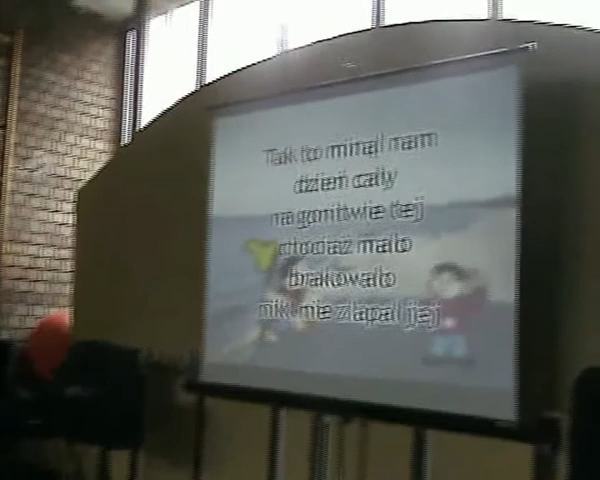 Tak to minął nam
dzień cały
na gonitwie tej
chociaż mało
brakowało
nikt nie złapał jej